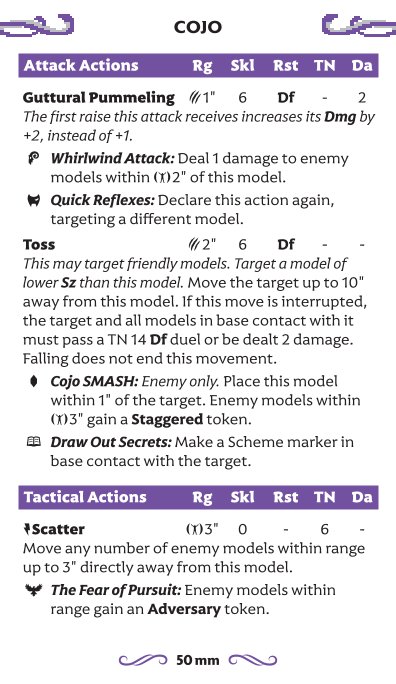 COJO
Attack Actions Rg Skl Rst TN Da
Guttural Pummeling 1" 6 Df - 2
The first raise this attack receives increases its Dmg by
+2, instead of +1.
Whirlwind Attack: Deal 1 damage to enemy
models within 2" of this model.
Quick Reflexes: Declare this action again,
targeting a different model.
Toss 2" 6 Df - -
This may target friendly models. Target a model of
lower Sz than this model. Move the target up to 10"
away from this model. If this move is interrupted,
the target and all models in base contact with it
must pass a TN 14 Df duel or be dealt 2 damage.
Falling does not end this movement.
Cojo SMASH: Enemy only. Place this model
within 1" of the target. Enemy models within
3" gain a Staggered token.
Draw Out Secrets: Make a Scheme marker in
base contact with the target.
Tactical Actions Rg Skl Rst TN Da
Scatter 3" 0 - 6 -
Move any number of enemy models within range
up to 3" directly away from this model.
The Fear of Pursuit: Enemy models within
range gain an Adversary token.
50 mm